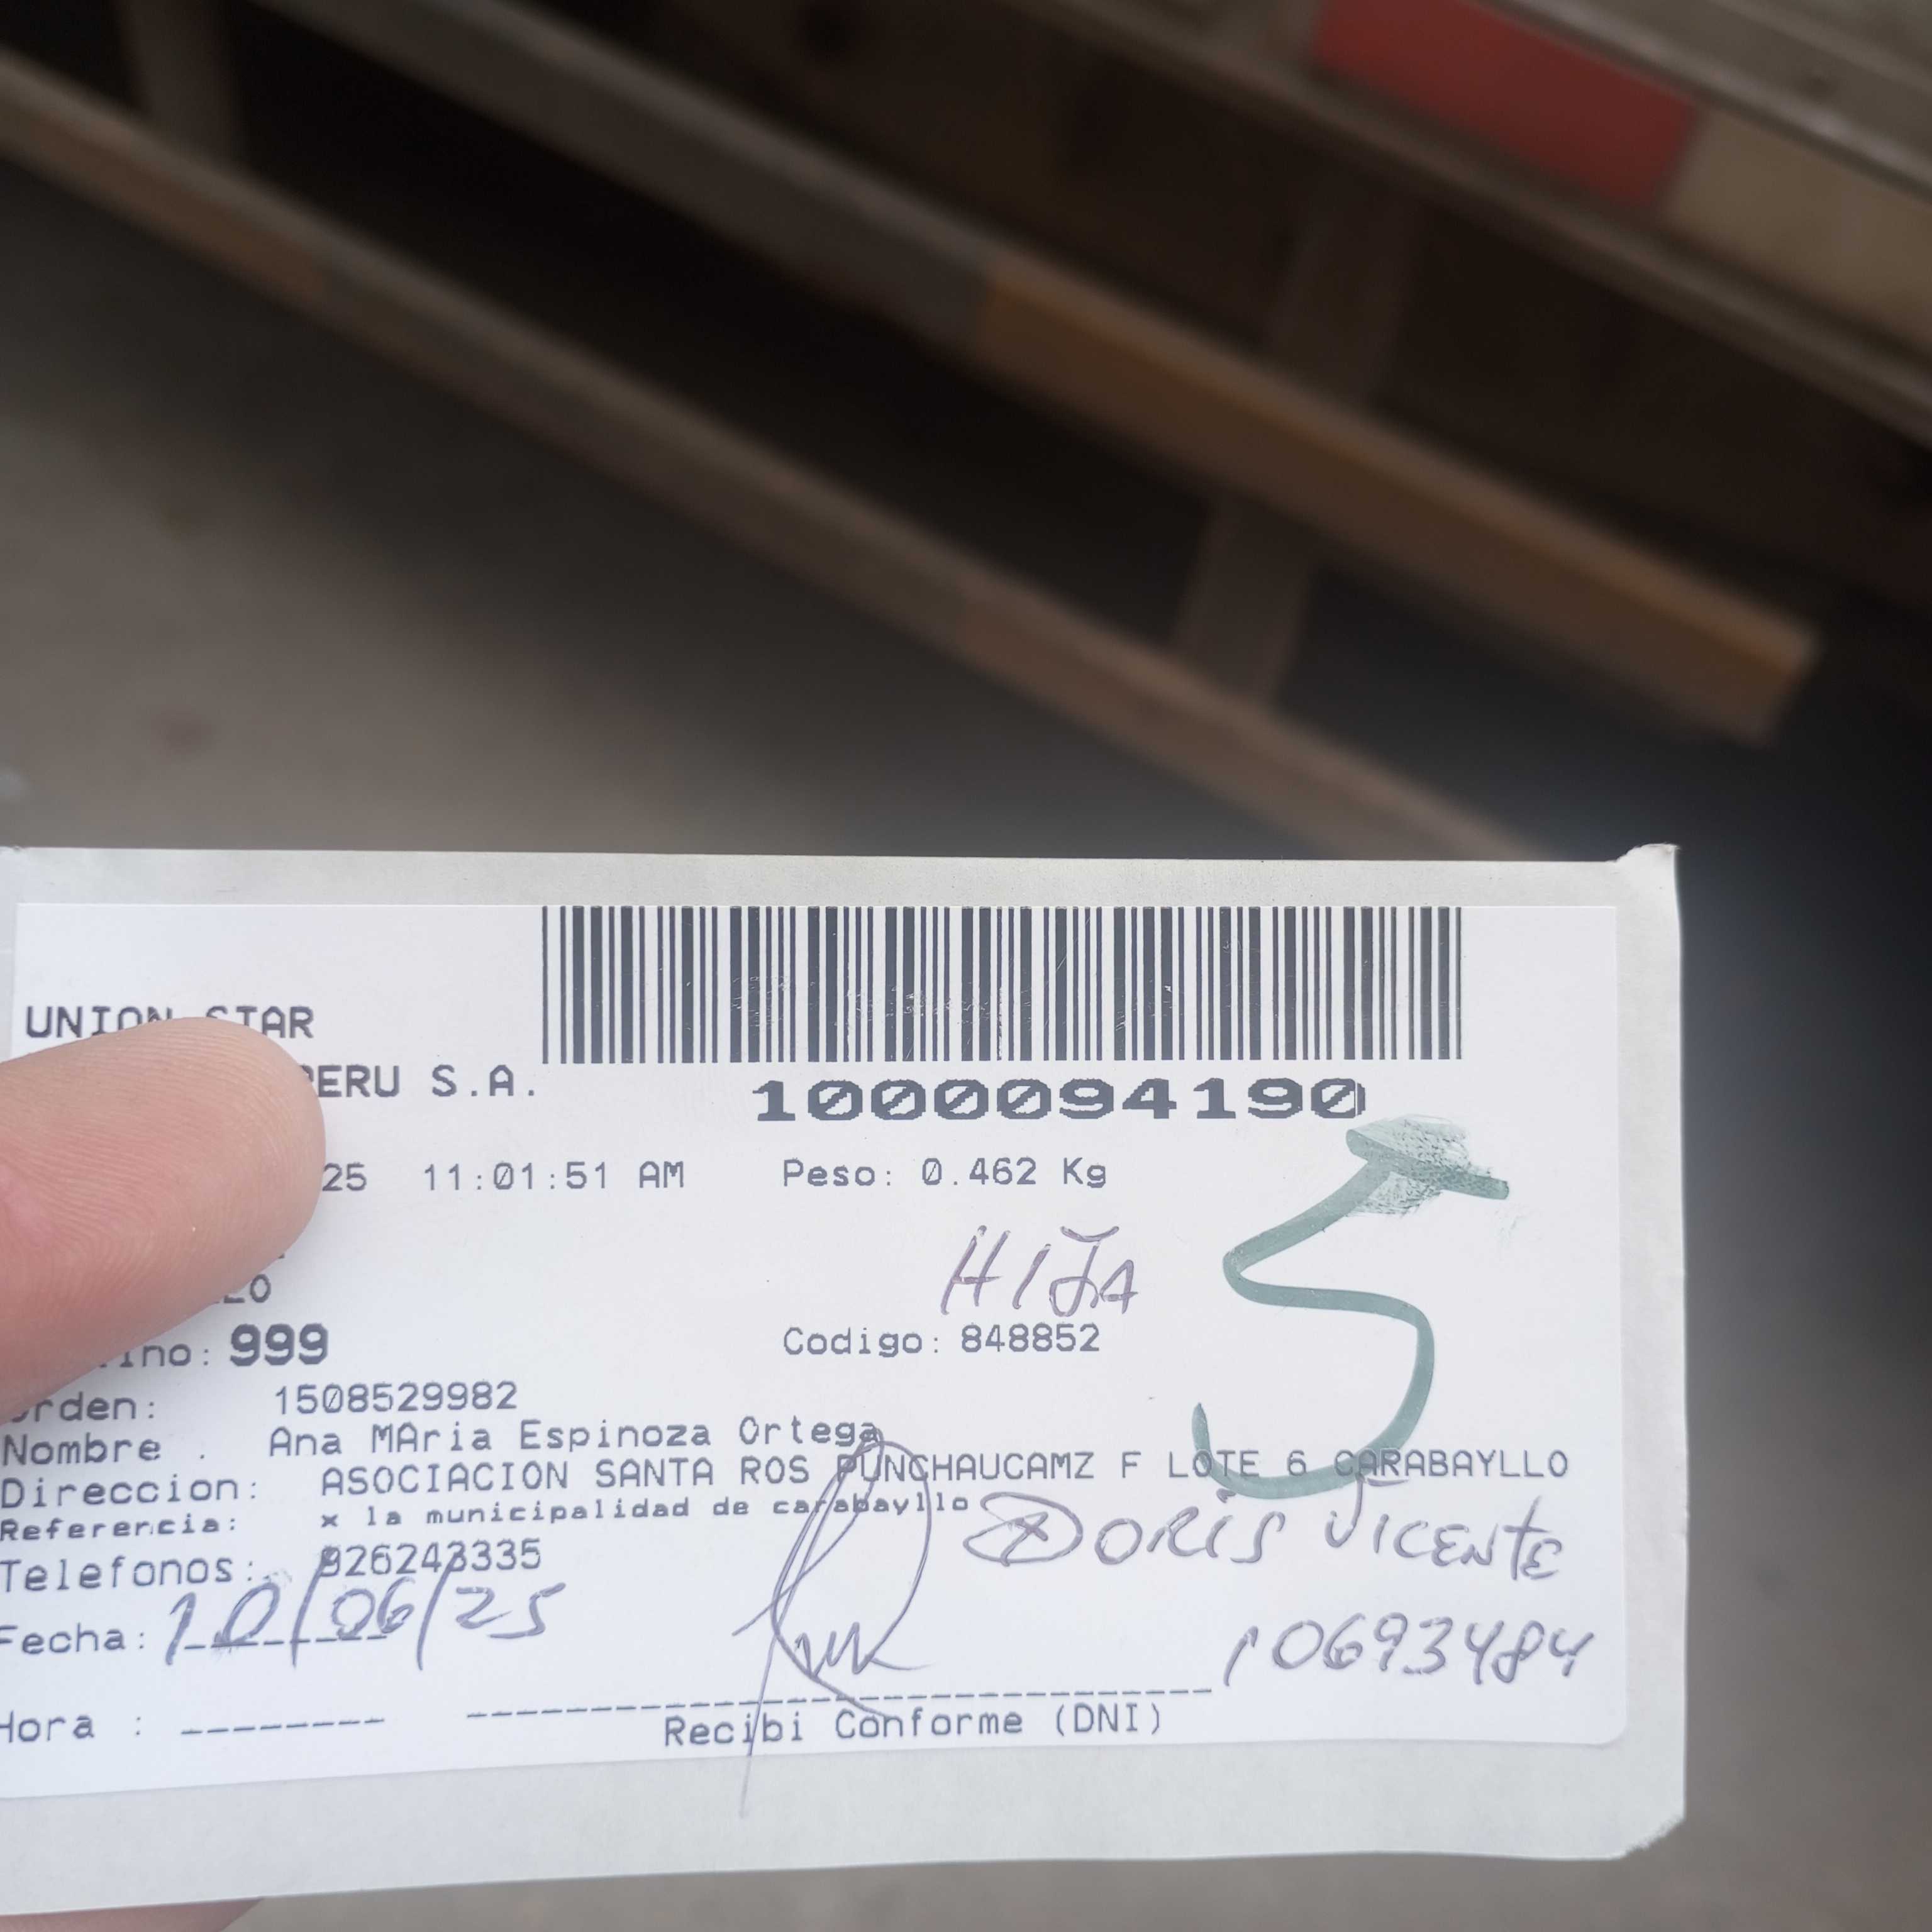 UNION STAR
PERU S.A.
1000094190
25 11:01:51 AM Peso: 0.462 Kg
5
HIJA
LO
ino: 999 Codigo: 848852
rden: 1508529982
Nombre . Ana MAria Espinoza Ortega
Direccion: ASOCIACION SANTA ROS PUNCHAUCAMZ F LOTE 6 CARABAYLLO
Referencia: x la municipalidad de carabayllo
DORIS VICENTE
Telefonos: 926243335
Fecha: 10/06/25
10693484
Hora : --------
Recibi Conforme (DNI)